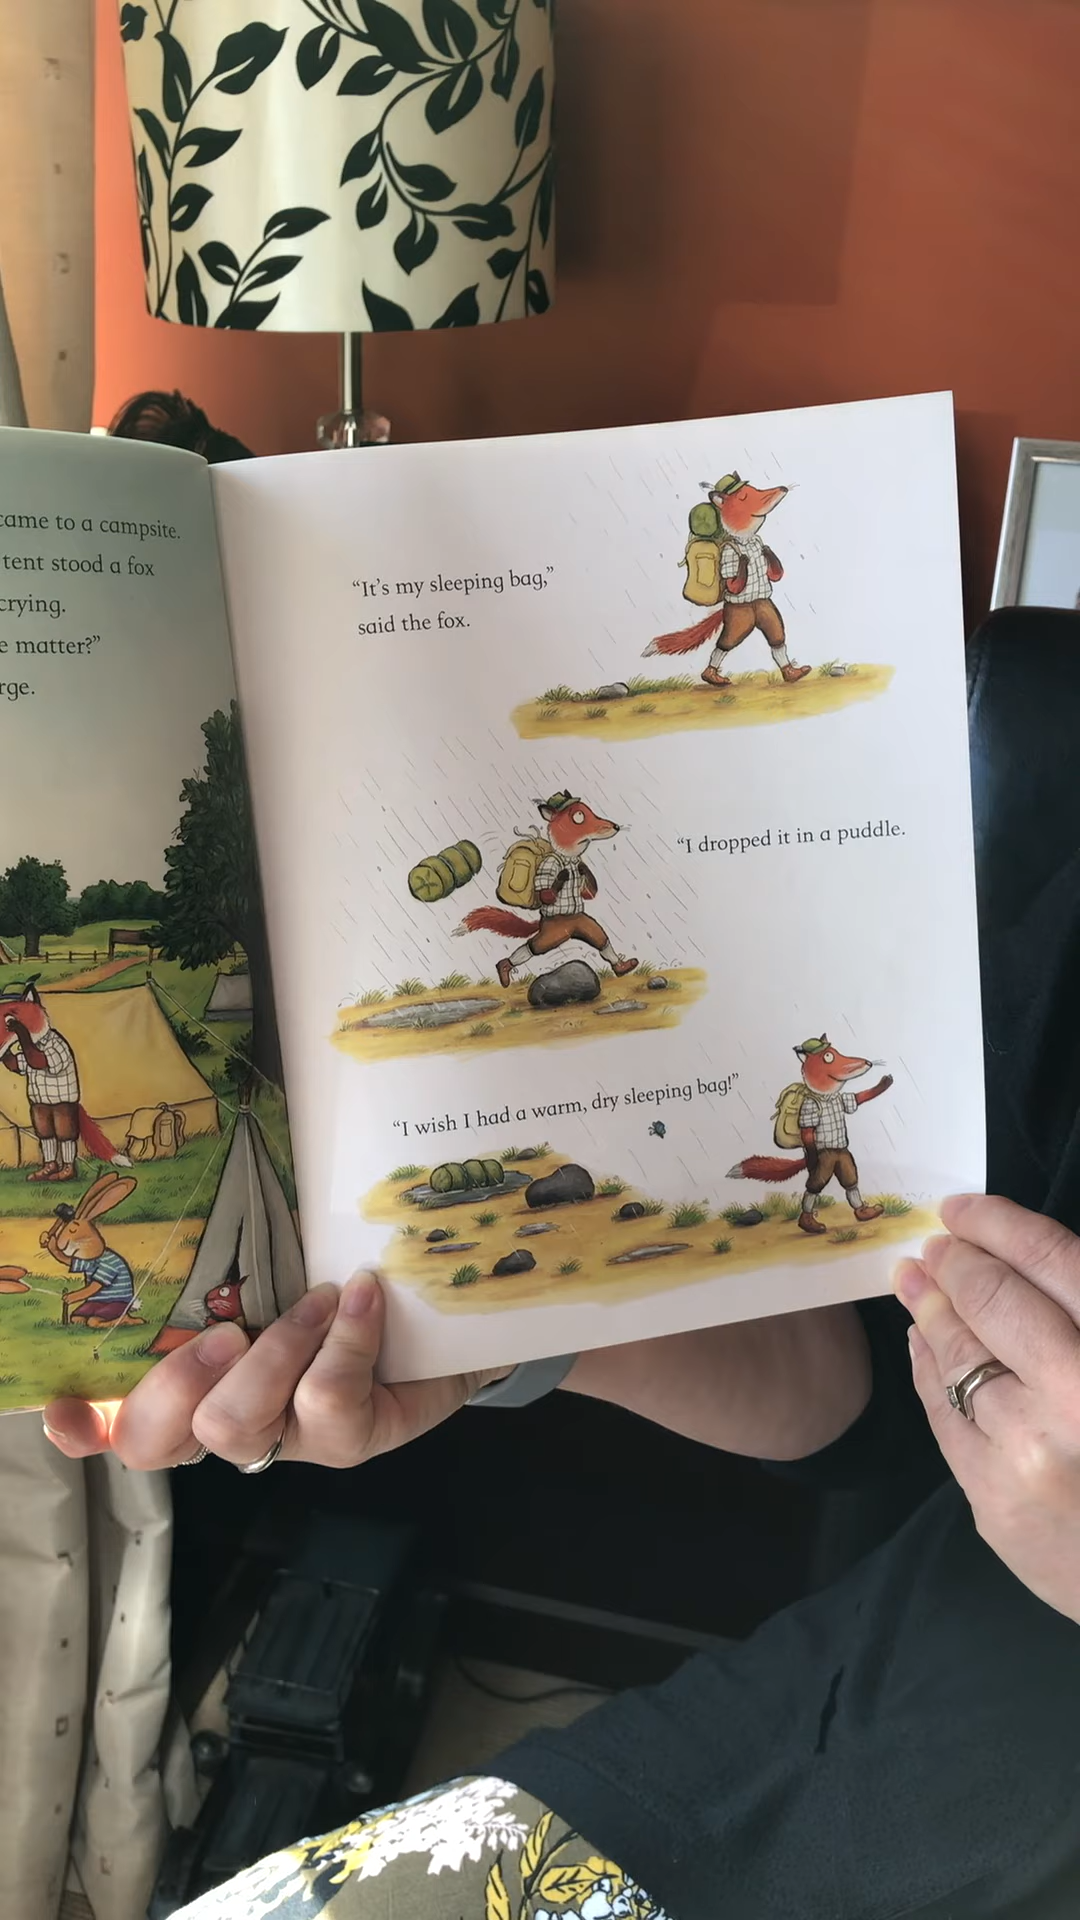 came to a campsite.
tent stood a fox
crying.
matter?”
“It’s my sleeping bag,”
said the fox.
“I dropped it in a puddle.
“I wish I had a warm, dry sleeping bag!”